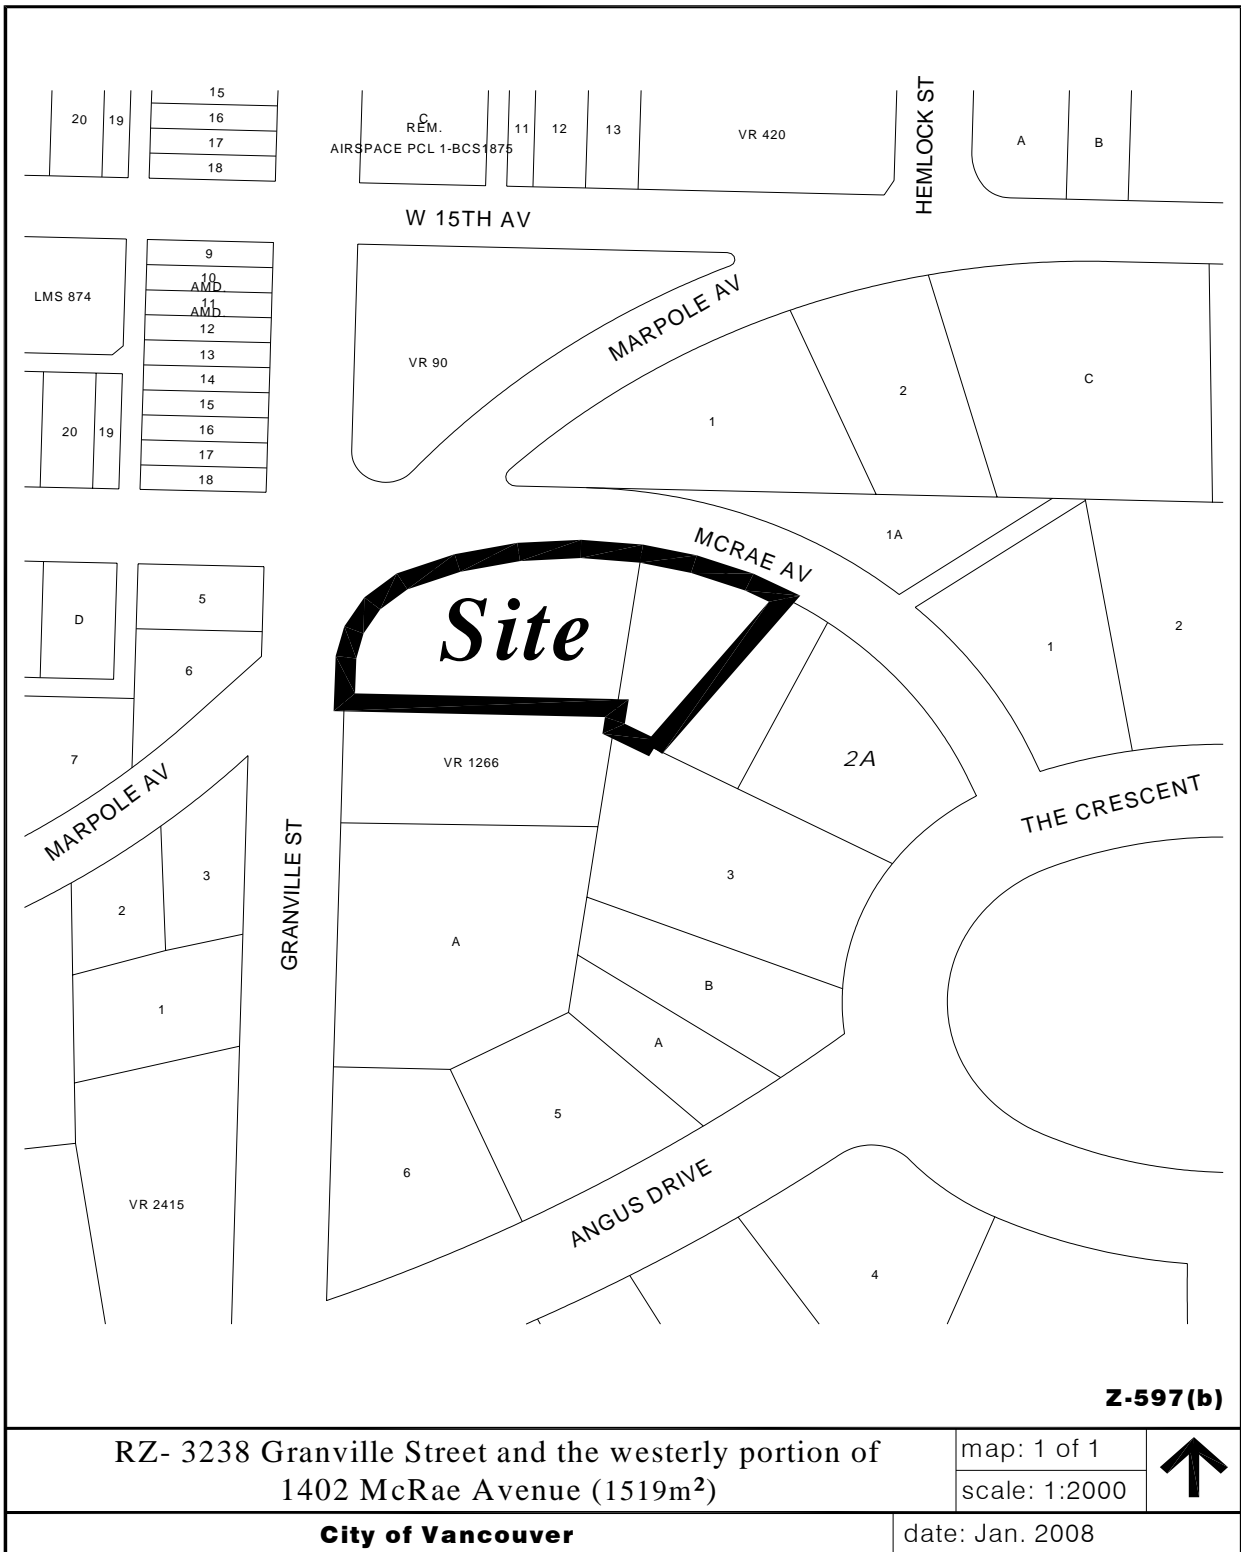 15
16
17
18
20
19
C
REM.
AIRSPACE PCL 1-BCS1875
11
12
13
VR 420
HEMLOCK ST
A
B
W 15TH AV
LMS 874
9
10
AMD.
11
AMD.
12
13
14
15
16
17
18
20
19
VR 90
MARPOLE AV
1
2
C
MCRAE AV
1A
D
5
6
7
Site
1
2
MARPOLE AV
VR 1266
2A
THE CRESCENT
GRANVILLE ST
3
2
3
A
B
1
A
5
6
VR 2415
ANGUS DRIVE
4
Z-597(b)
RZ- 3238 Granville Street and the westerly portion of
1402 McRae Avenue (1519m²)
map: 1 of 1
scale: 1:2000
City of Vancouver
date: Jan. 2008